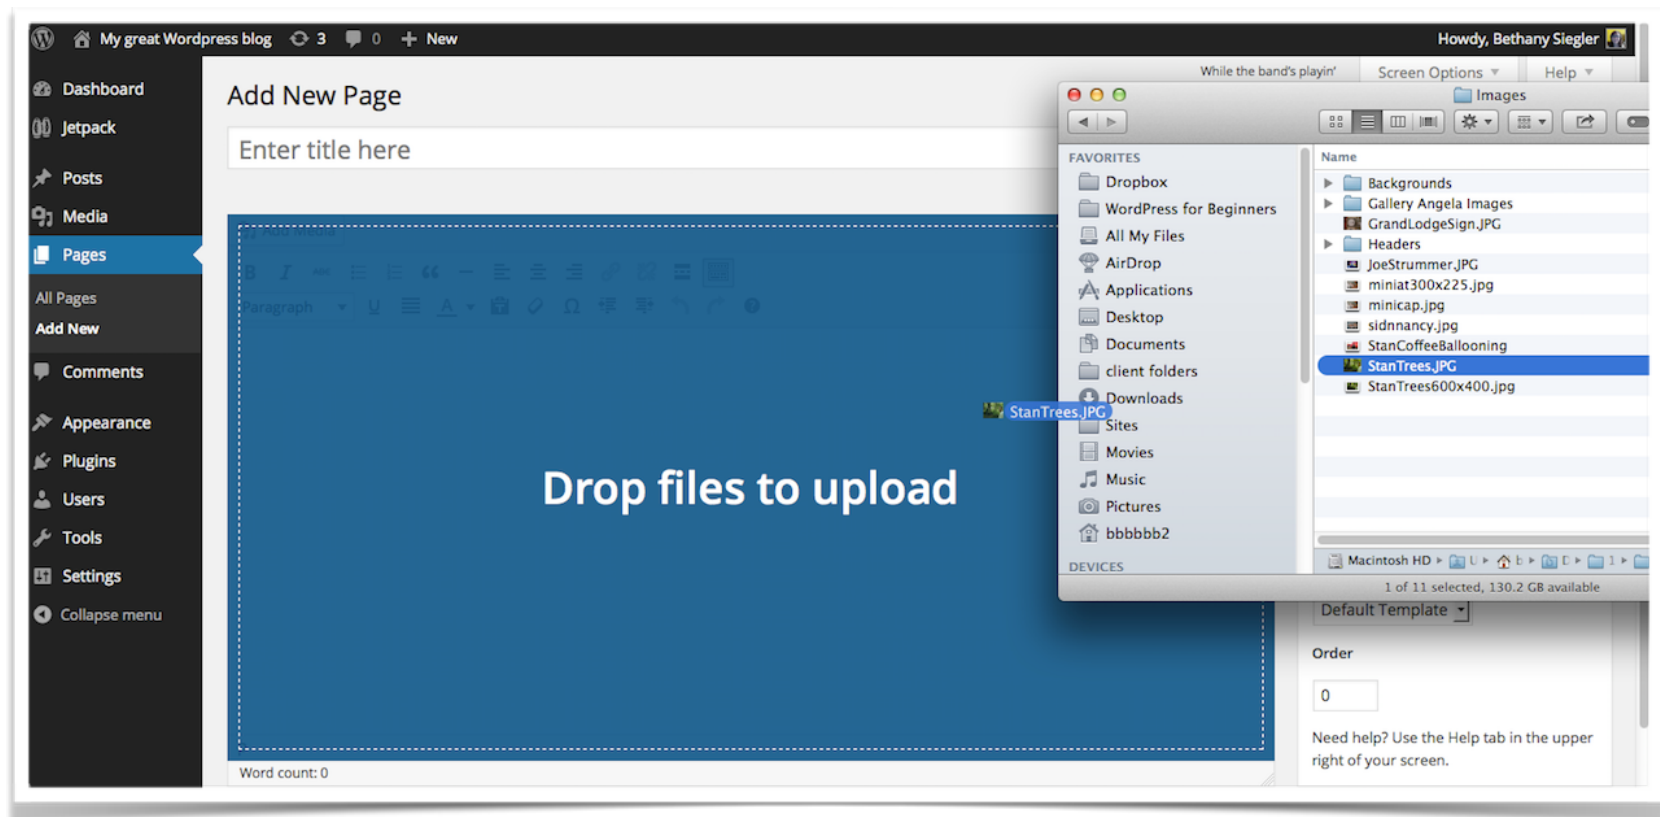 My great Wordpress blog 3 0 + New Howdy, Bethany Siegler
Dashboard
Jetpack
Posts
Media
Pages
All Pages
Add New
Comments
Appearance
Plugins
Users
Tools
Settings
Collapse menu
While the band's playin' Screen Options Help
Add New Page
Enter title here
Add Media
Paragraph
Drop files to upload
StanTrees.JPG
Word count: 0
Images
FAVORITES
Dropbox
WordPress for Beginners
All My Files
AirDrop
Applications
Desktop
Documents
client folders
Downloads
Sites
Movies
Music
Pictures
bbbbbb2
DEVICES
Name
Backgrounds
Gallery Angela Images
GrandLodgeSign.JPG
Headers
JoeStrummer.JPG
miniat300x225.jpg
minicap.jpg
sidnnancy.jpg
StanCoffeeBallooning
StanTrees.JPG
StanTrees600x400.jpg
Macintosh HD U b D 1
1 of 11 selected, 130.2 GB available
Default Template
Order
0
Need help? Use the Help tab in the upper
right of your screen.